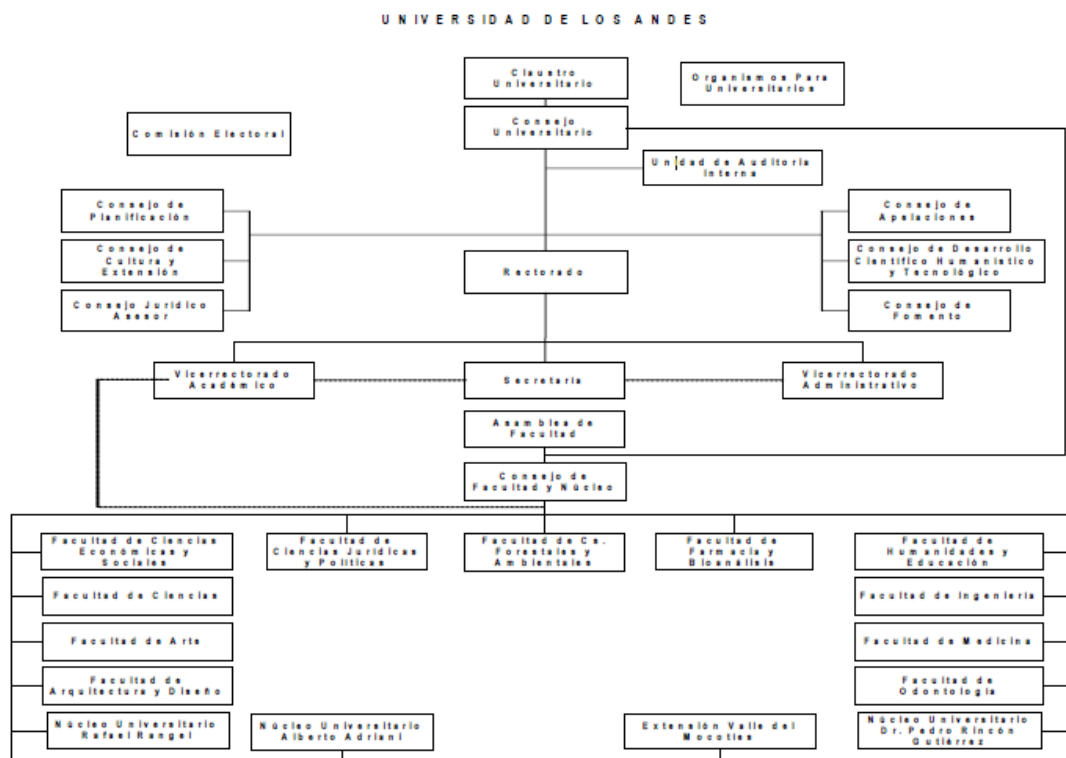 UNIVERSIDAD DE LOS ANDES
Claustro
Universitario
Organismos Para
Universitarios
Consejo
Universitario
Comisión Electoral
Unidad de Auditoria
Interna
Consejo de
Planificación
Consejo de
Apelaciones
Consejo de
Cultura y
Extensión
Rectorado
Consejo de Desarrollo
Científico Humanístico
y Tecnológico
Consejo Jurídico
Asesor
Consejo de
Fomento
Vicerrectorado
Académico
Secretaría
Vicerrectorado
Administrativo
Asamblea de
Facultad
Consejo de
Facultad y Núcleo
Facultad de Ciencias
Económicas y
Sociales
Facultad de
Ciencias Jurídicas
y Políticas
Facultad de Cs.
Forestales y
Ambientales
Facultad de
Farmacia y
Bioanálisis
Facultad de
Humanidades y
Educación
Facultad de Ciencias
Facultad de Ingeniería
Facultad de Arte
Facultad de Medicina
Facultad de
Arquitectura y Diseño
Facultad de
Odontología
Núcleo Universitario
Rafael Rangel
Núcleo Universitario
Alberto Adriani
Extensión Valle del
Mocoties
Núcleo Universitario
Dr. Pedro Rincón
Gutiérrez